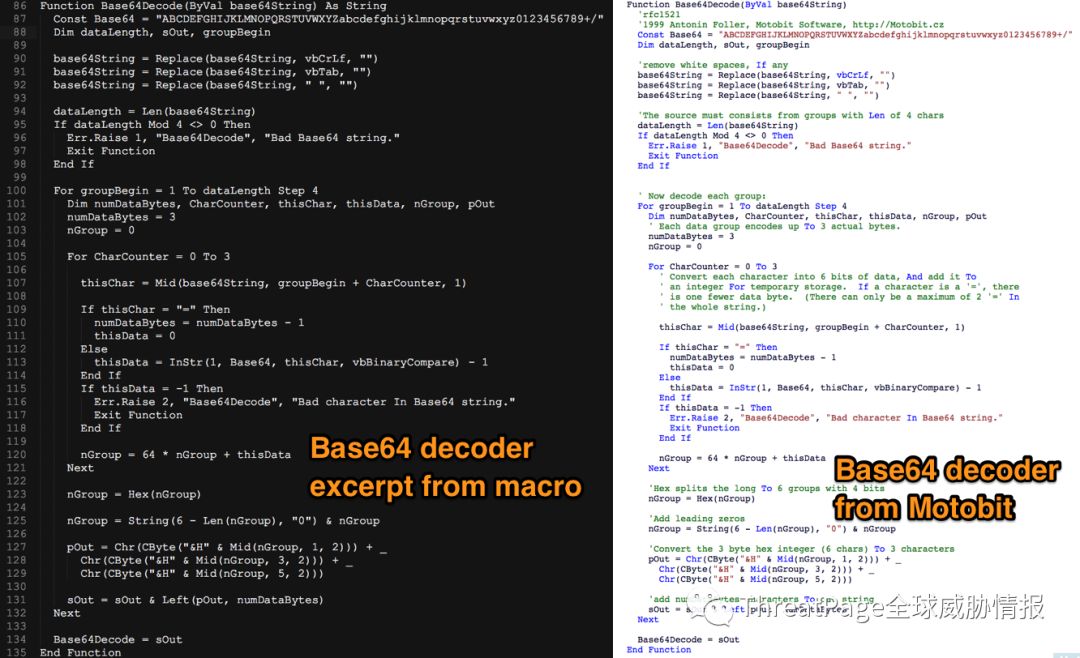 86 Function Base64Decode(ByVal base64String) As String
87 Const Base64 = "ABCDEFGHIJKLMNOPQRSTUVWXYZabcdefghijklmnopqrstuvwxyz0123456789+/"
88 Dim dataLength, sOut, groupBegin
89
90 base64String = Replace(base64String, vbCrLf, "")
91 base64String = Replace(base64String, vbTab, "")
92 base64String = Replace(base64String, " ", "")
93
94 dataLength = Len(base64String)
95 If dataLength Mod 4 <> 0 Then
96 Err.Raise 1, "Base64Decode", "Bad Base64 string."
97 Exit Function
98 End If
99
100 For groupBegin = 1 To dataLength Step 4
101 Dim numDataBytes, CharCounter, thisChar, thisData, nGroup, pOut
102 numDataBytes = 3
103 nGroup = 0
104
105 For CharCounter = 0 To 3
106
107 thisChar = Mid(base64String, groupBegin + CharCounter, 1)
108
109 If thisChar = "=" Then
110 numDataBytes = numDataBytes - 1
111 thisData = 0
112 Else
113 thisData = InStr(1, Base64, thisChar, vbBinaryCompare) - 1
114 End If
115 If thisData = -1 Then
116 Err.Raise 2, "Base64Decode", "Bad character In Base64 string."
117 Exit Function
118 End If
119
120 nGroup = 64 * nGroup + thisData
121 Next
122
123 nGroup = Hex(nGroup)
124
125 nGroup = String(6 - Len(nGroup), "0") & nGroup
126
127 pOut = Chr(CByte("&H" & Mid(nGroup, 1, 2))) + _
128 Chr(CByte("&H" & Mid(nGroup, 3, 2))) + _
129 Chr(CByte("&H" & Mid(nGroup, 5, 2)))
130
131 sOut = sOut & Left(pOut, numDataBytes)
132 Next
133
134 Base64Decode = sOut
135 End Function
Base64 decoder
excerpt from macro
Function Base64Decode(ByVal base64String)
'rfc1521
'1999 Antonin Foller, Motobit Software, http://Motobit.cz
Const Base64 = "ABCDEFGHIJKLMNOPQRSTUVWXYZabcdefghijklmnopqrstuvwxyz0123456789+/"
Dim dataLength, sOut, groupBegin
'remove white spaces, If any
base64String = Replace(base64String, vbCrLf, "")
base64String = Replace(base64String, vbTab, "")
base64String = Replace(base64String, " ", "")
'The source must consists from groups with Len of 4 chars
dataLength = Len(base64String)
If dataLength Mod 4 <> 0 Then
Err.Raise 1, "Base64Decode", "Bad Base64 string."
Exit Function
End If
' Now decode each group:
For groupBegin = 1 To dataLength Step 4
Dim numDataBytes, CharCounter, thisChar, thisData, nGroup, pOut
' Each data group encodes up To 3 actual bytes.
numDataBytes = 3
nGroup = 0
For CharCounter = 0 To 3
' Convert each character into 6 bits of data, And add it To
' an integer For temporary storage. If a character is a '=', there
' is one fewer data byte. (There can only be a maximum of 2 '=' In
' the whole string.)
thisChar = Mid(base64String, groupBegin + CharCounter, 1)
If thisChar = "=" Then
numDataBytes = numDataBytes - 1
thisData = 0
Else
thisData = InStr(1, Base64, thisChar, vbBinaryCompare) - 1
End If
If thisData = -1 Then
Err.Raise 2, "Base64Decode", "Bad character In Base64 string."
Exit Function
End If
nGroup = 64 * nGroup + thisData
Next
'Hex splits the long To 6 groups with 4 bits
nGroup = Hex(nGroup)
'Add leading zeros
nGroup = String(6 - Len(nGroup), "0") & nGroup
'Convert the 3 byte hex integer (6 chars) To 3 characters
pOut = Chr(CByte("&H" & Mid(nGroup, 1, 2))) + _
Chr(CByte("&H" & Mid(nGroup, 3, 2))) + _
Chr(CByte("&H" & Mid(nGroup, 5, 2)))
'add characters To string
sOut =
Next
Base64Decode = sOut
End Function
Base64 decoder
from Motobit
ThreatPage全球威胁情报